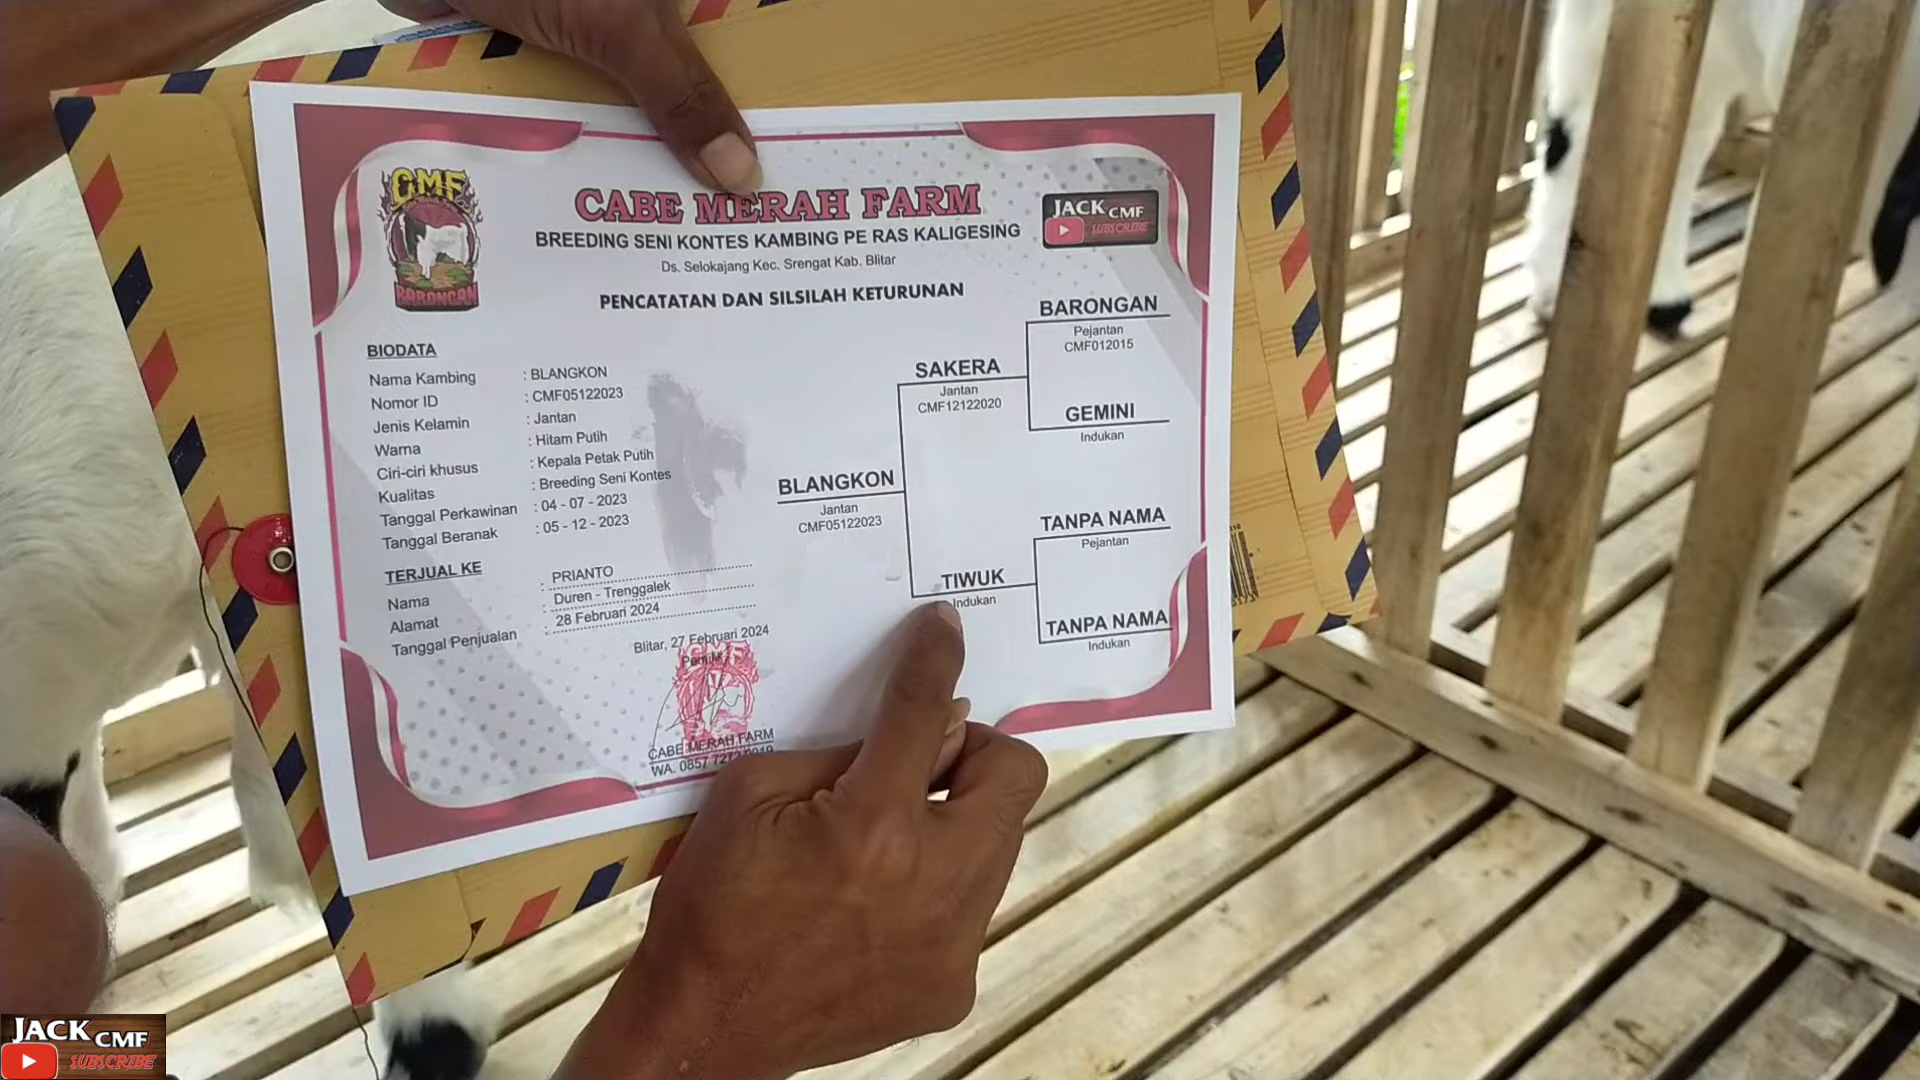 CMF
BARONGAN
CABE MERAH FARM
BREEDING SENI KONTES KAMBING PE RAS KALIGESING
Ds. Selokajang Kec. Srengat Kab. Blitar
PENCATATAN DAN SILSILAH KETURUNAN
JACK CMF
SUBSCRIBE
BIODATA
Nama Kambing : BLANGKON
Nomor ID : CMF05122023
Jenis Kelamin : Jantan
Warna : Hitam Putih
Ciri-ciri khusus : Kepala Petak Putih
Kualitas : Breeding Seni Kontes
Tanggal Perkawinan : 04 - 07 - 2023
Tanggal Beranak : 05 - 12 - 2023
TERJUAL KE
Nama : PRIANTO
Alamat : Duren - Trenggalek
Tanggal Penjualan : 28 Februari 2024
Blitar, 27 Februari 2024
CMF
CABE MERAH FARM
WA. 0857
BLANGKON
Jantan
CMF05122023
SAKERA
Jantan
CMF12122020
TIWUK
Indukan
BARONGAN
Pejantan
CMF012015
GEMINI
Indukan
TANPA NAMA
Pejantan
TANPA NAMA
Indukan
JACK CMF
SUBSCRIBE